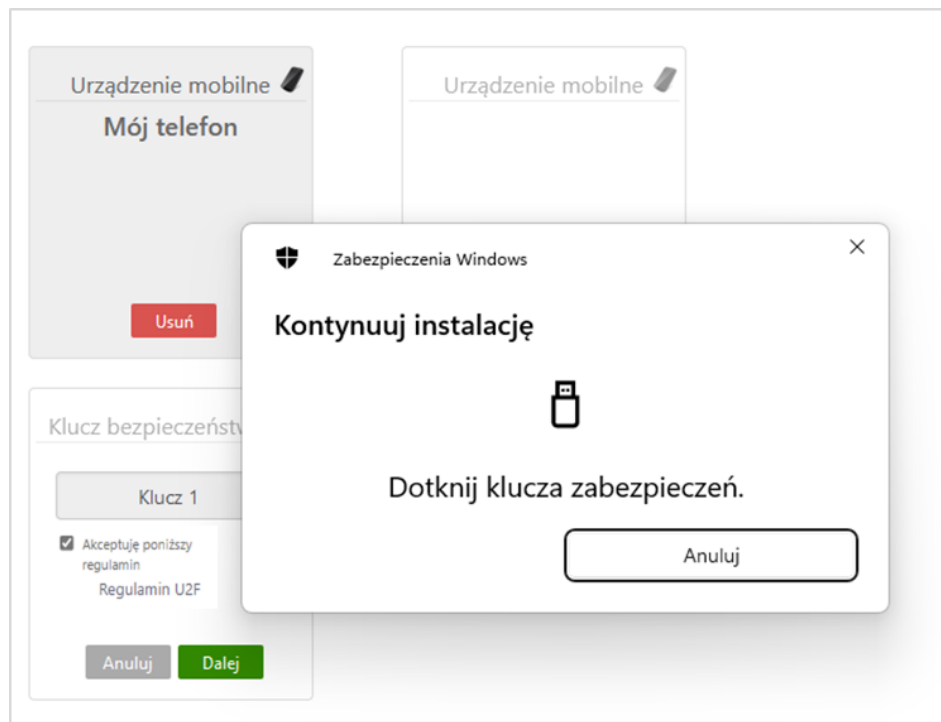 Urządzenie mobilne
Mój telefon
Usuń
Urządzenie mobilne
Zabezpieczenia Windows
Kontynuuj instalację
Dotknij klucza zabezpieczeń.
Anuluj
Klucz
Klucz 1
Akceptuję poniższy
regulamin
Regulamin U2F
Anuluj
Dalej